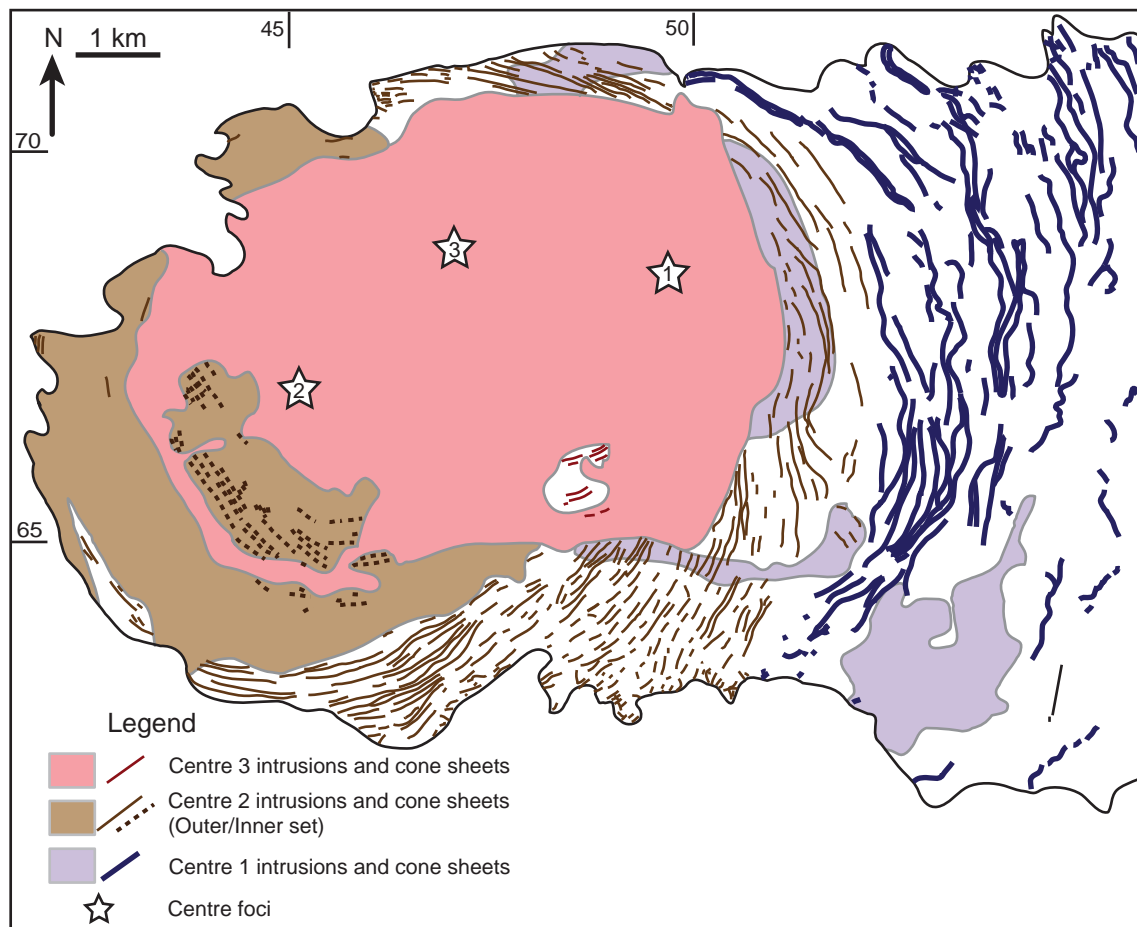 45
50
N
1 km
70
3
1
2
65
Legend
Centre 3 intrusions and cone sheets
Centre 2 intrusions and cone sheets
(Outer/Inner set)
Centre 1 intrusions and cone sheets
Centre foci